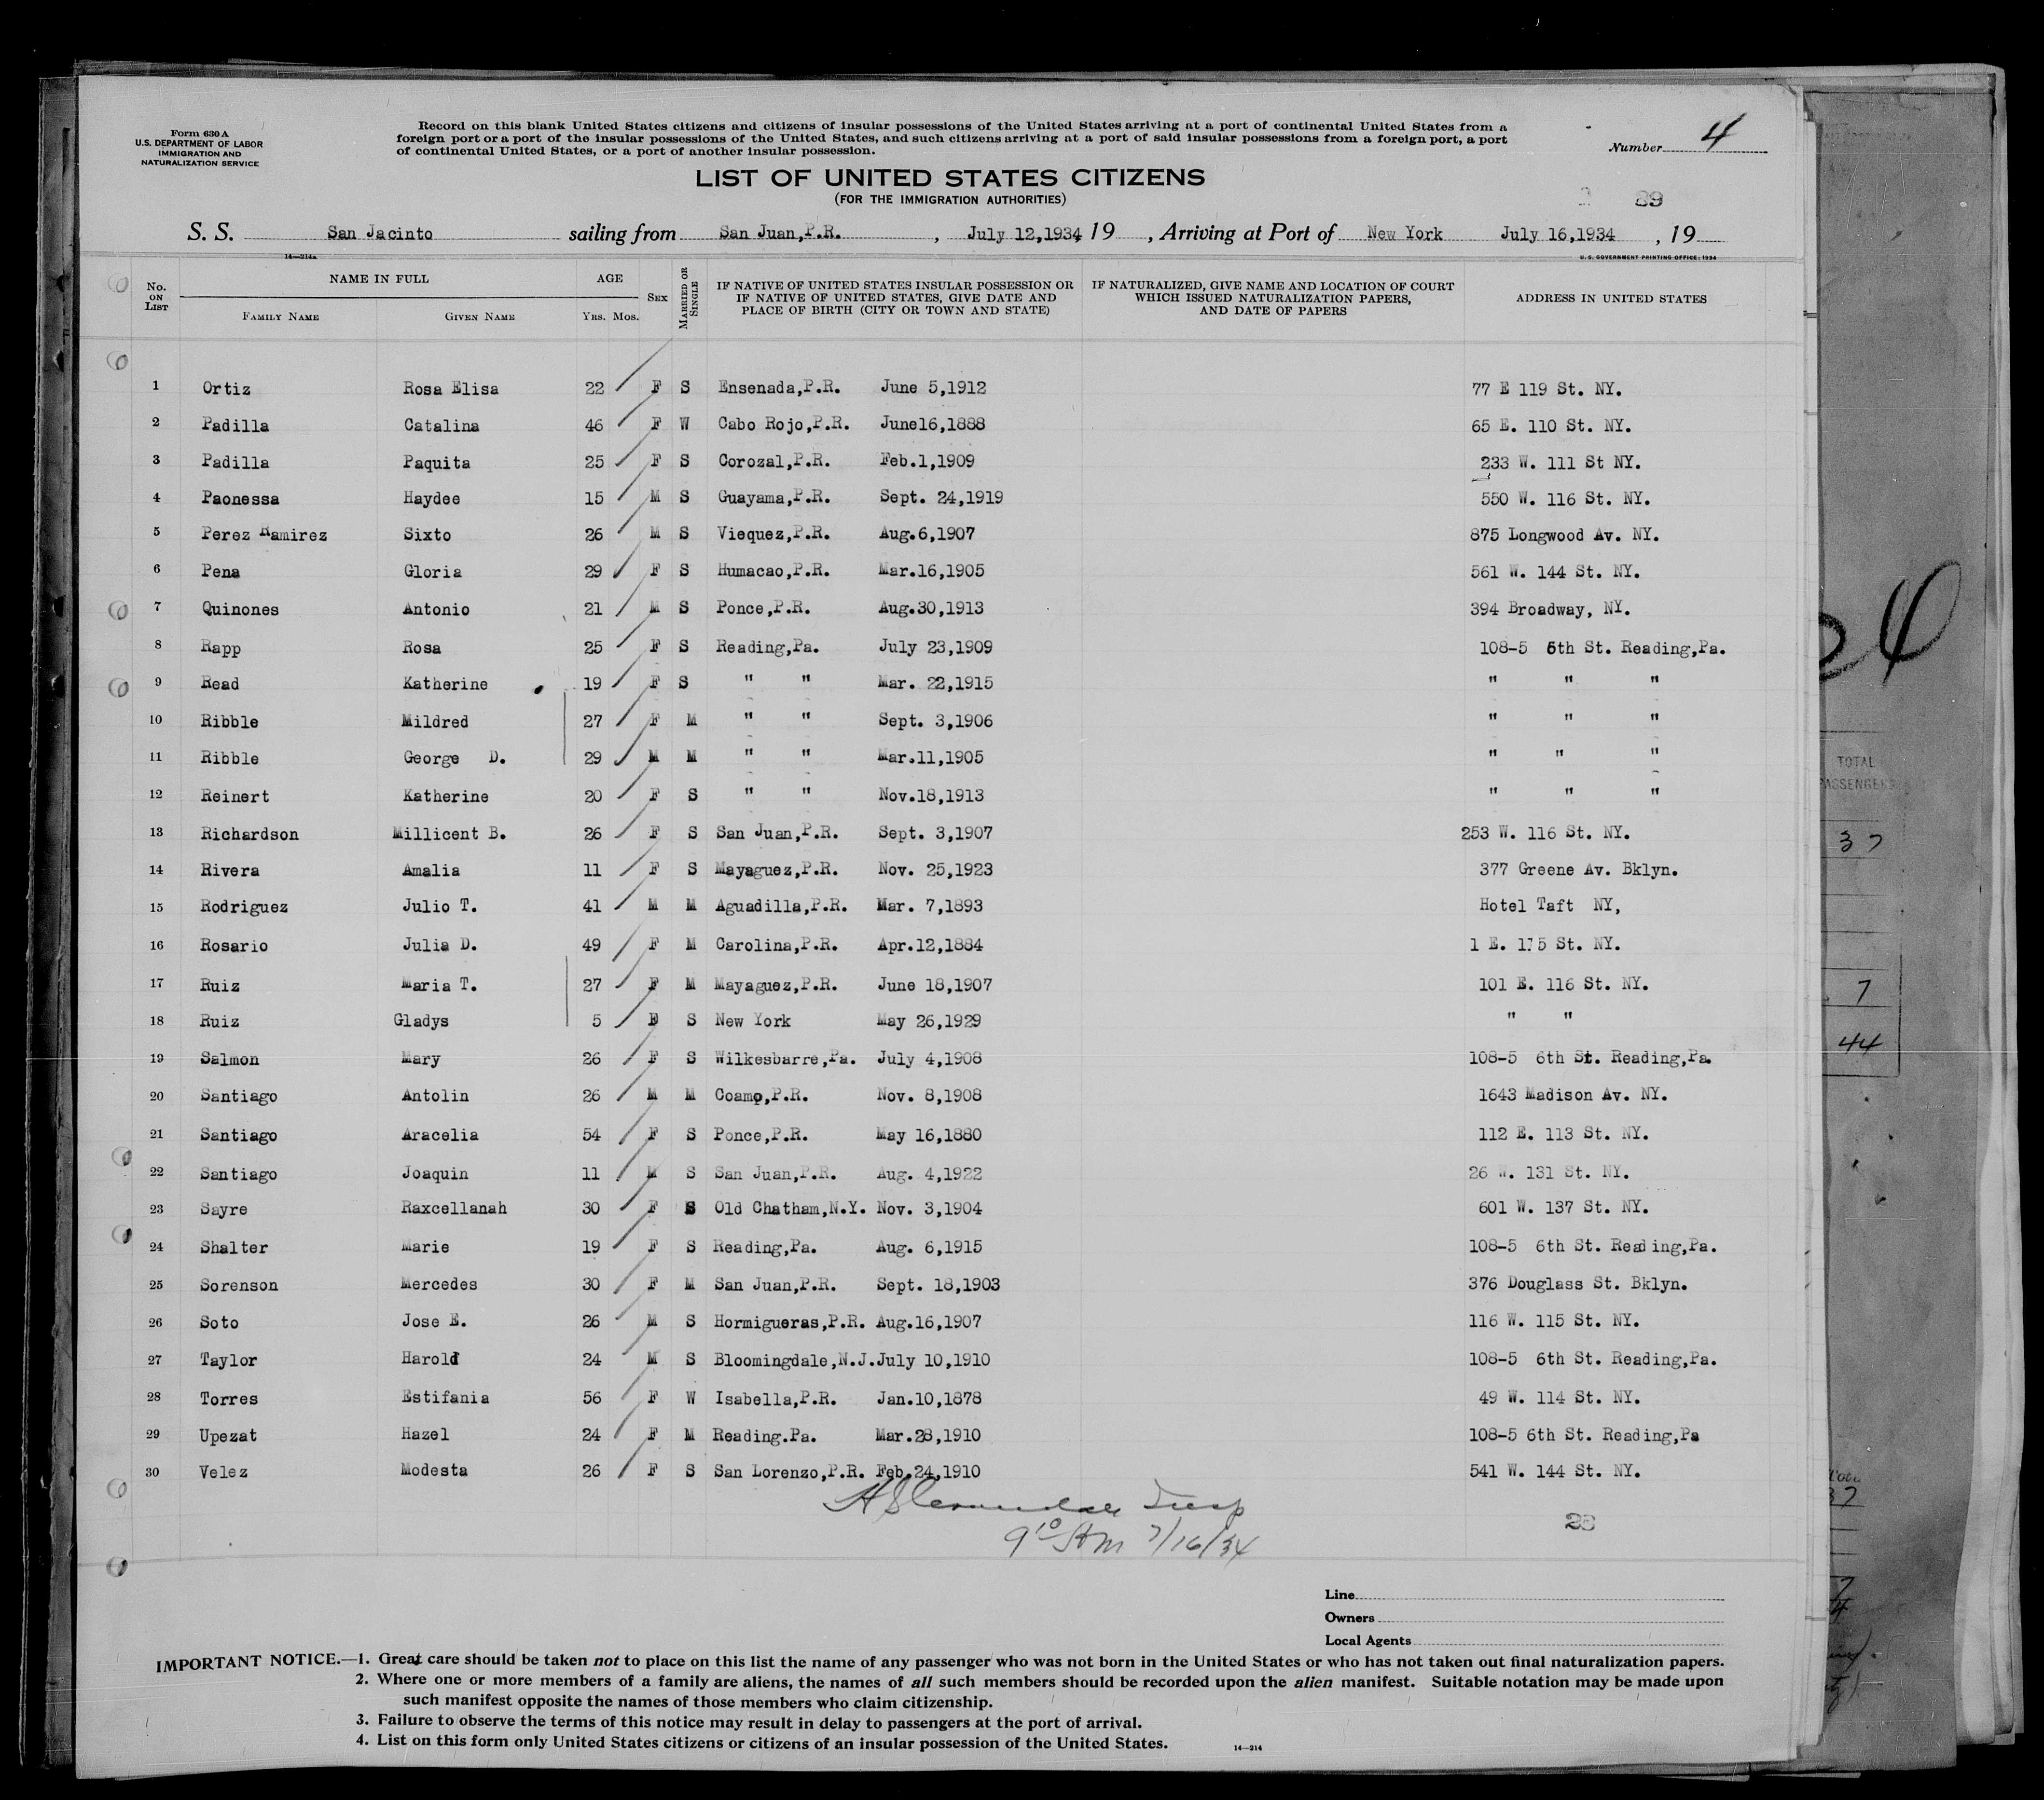 Form 630 A
U.S. DEPARTMENT OF LABOR
IMMIGRATION AND
NATURALIZATION SERVICE
Record on this blank United States citizens and citizens of insular possessions of the United States arriving at a port of continental United States from a
foreign port or a port of the insular possessions of the United States, and such citizens arriving at a port of said insular possessions from a foreign port, a port
of continental United States, or a port of another insular possession.
Number 4
LIST OF UNITED STATES CITIZENS
(FOR THE IMMIGRATION AUTHORITIES)
89
S. S. San Jacinto sailing from San Juan,P.R. , July 12,1934 19 , Arriving at Port of New York July 16,1934 , 19
14—214a
U. S. GOVERNMENT PRINTING OFFICE: 1934
No. ON LIST NAME IN FULL FAMILY NAME GIVEN NAME AGE YRS. MOS. SEX MARRIED OR SINGLE IF NATIVE OF UNITED STATES INSULAR POSSESSION OR IF NATIVE OF UNITED STATES, GIVE DATE AND PLACE OF BIRTH (CITY OR TOWN AND STATE) IF NATURALIZED, GIVE NAME AND LOCATION OF COURT WHICH ISSUED NATURALIZATION PAPERS, AND DATE OF PAPERS ADDRESS IN UNITED STATES
1 Ortiz Rosa Elisa 22 F S Ensenada,P.R. June 5,1912 77 E 119 St. NY.
2 Padilla Catalina 46 F W Cabo Rojo,P.R. June16,1888 65 E. 110 St. NY.
3 Padilla Paquita 25 F S Corozal,P.R. Feb.1,1909 233 W. 111 St NY.
4 Paonessa Haydee 15 M S Guayama,P.R. Sept. 24,1919 550 W. 116 St. NY.
5 Perez Ramirez Sixto 26 M S Viequez,P.R. Aug.6,1907 875 Longwood Av. NY.
6 Pena Gloria 29 F S Humacao,P.R. Mar.16,1905 561 W. 144 St. NY.
7 Quinones Antonio 21 M S Ponce,P.R. Aug.30,1913 394 Broadway, NY.
8 Rapp Rosa 25 F S Reading,Pa. July 23,1909 108-5 6th St. Reading,Pa.
9 Read Katherine 19 F S " " Mar. 22,1915 " " "
10 Ribble Mildred 27 F M " " Sept. 3,1906 " " "
11 Ribble George D. 29 M M " " Mar.11,1905 " " "
12 Reinert Katherine 20 F S " " Nov.18,1913 " " "
13 Richardson Millicent B. 26 F S San Juan,P.R. Sept. 3,1907 253 W. 116 St. NY.
14 Rivera Amalia 11 F S Mayaguez,P.R. Nov. 25,1923 377 Greene Av. Bklyn.
15 Rodriguez Julio T. 41 M M Aguadilla,P.R. Mar. 7,1893 Hotel Taft NY,
16 Rosario Julia D. 49 F M Carolina,P.R. Apr.12,1884 1 E. 175 St. NY.
17 Ruiz Maria T. 27 F M Mayaguez,P.R. June 18,1907 101 E. 116 St. NY.
18 Ruiz Gladys 5 F S New York May 26,1929 " "
19 Salmon Mary 26 F S Wilkesbarre,Pa. July 4,1908 108-5 6th St. Reading,Pa
20 Santiago Antolin 26 M M Coamo,P.R. Nov. 8,1908 1643 Madison Av. NY.
21 Santiago Aracelia 54 F S Ponce,P.R. May 16,1880 112 E. 113 St. NY.
22 Santiago Joaquin 11 M S San Juan,P.R. Aug. 4,1922 26 W. 131 St. NY.
23 Sayre Raxcellanah 30 F S Old Chatham,N.Y. Nov. 3,1904 601 W. 137 St. NY.
24 Shalter Marie 19 F S Reading,Pa. Aug. 6,1915 108-5 6th St. Reading,Pa.
25 Sorenson Mercedes 30 F M San Juan,P.R. Sept. 18,1903 376 Douglass St. Bklyn.
26 Soto Jose E. 26 M S Hormigueras,P.R. Aug.16,1907 116 W. 115 St. NY.
27 Taylor Harold 24 M S Bloomingdale,N.J. July 10,1910 108-5 6th St. Reading,Pa.
28 Torres Estifania 56 F W Isabella,P.R. Jan.10,1878 49 W. 114 St. NY.
29 Upezat Hazel 24 F M Reading.Pa. Mar.28,1910 108-5 6th St. Reading,Pa
30 Velez Modesta 26 F S San Lorenzo,P.R. Feb.24,1910 541 W. 144 St. NY.
9 10 AM 7/16/34
Line
Owners
Local Agents
IMPORTANT NOTICE.—1. Great care should be taken not to place on this list the name of any passenger who was not born in the United States or who has not taken out final naturalization papers.
2. Where one or more members of a family are aliens, the names of all such members should be recorded upon the alien manifest. Suitable notation may be made upon
such manifest opposite the names of those members who claim citizenship.
3. Failure to observe the terms of this notice may result in delay to passengers at the port of arrival.
4. List on this form only United States citizens or citizens of an insular possession of the United States.
14—214
TOTAL
PASSENGERS
37
7
44